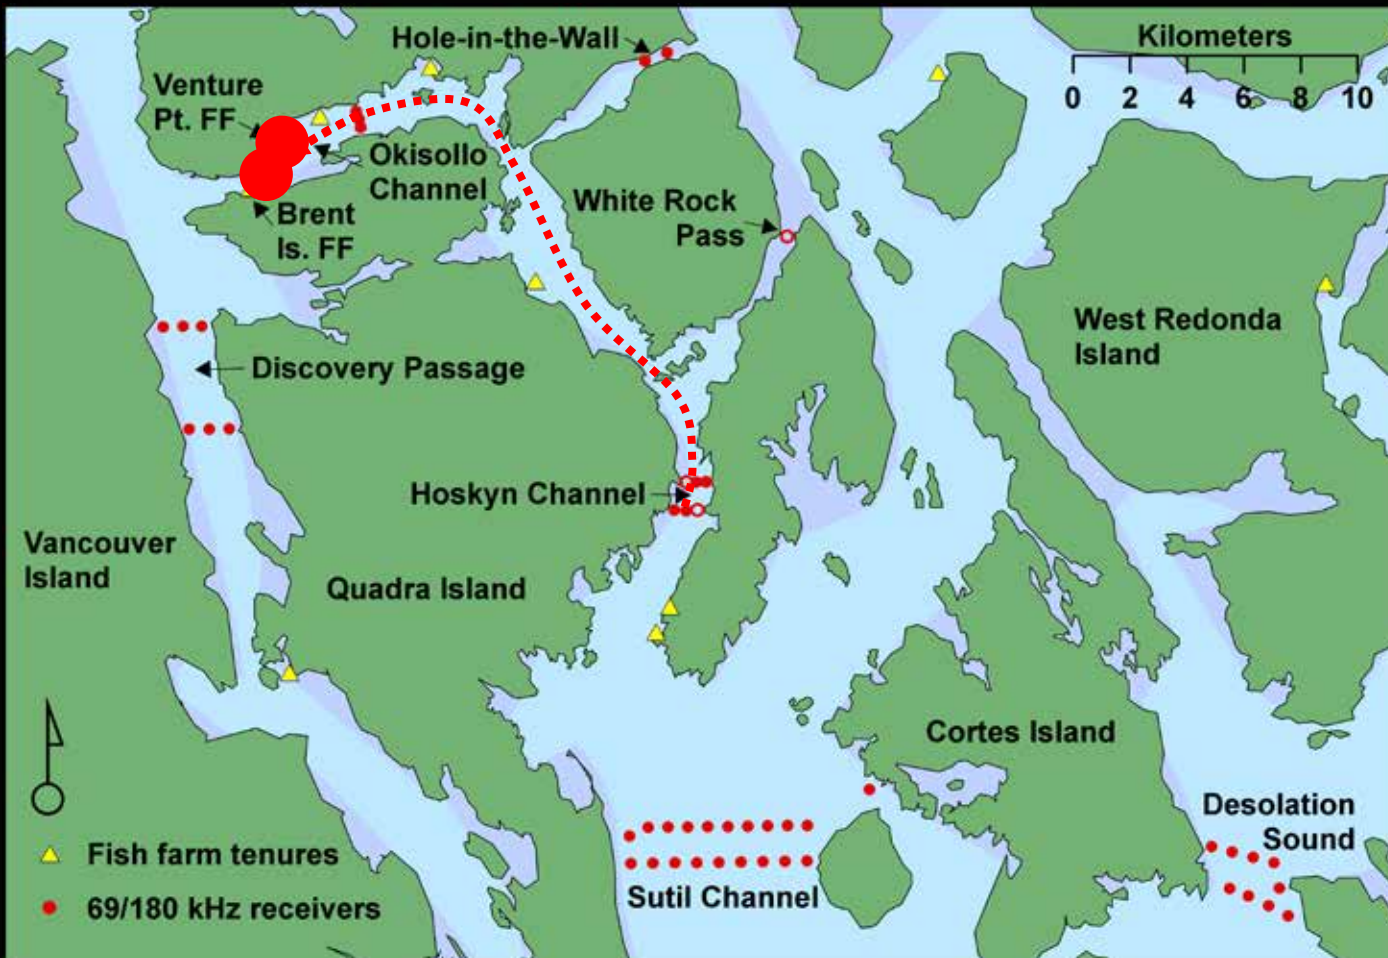 Hole-in-the-Wall
Kilometers
0 2 4 6 8 10
Venture
Pt. FF
Okisollo
Channel
White Rock
Pass
Brent
Is. FF
West Redonda
Island
Discovery Passage
Hoskyn Channel
Vancouver
Island
Quadra Island
Cortes Island
Desolation
Sound
Fish farm tenures
Sutil Channel
69/180 kHz receivers